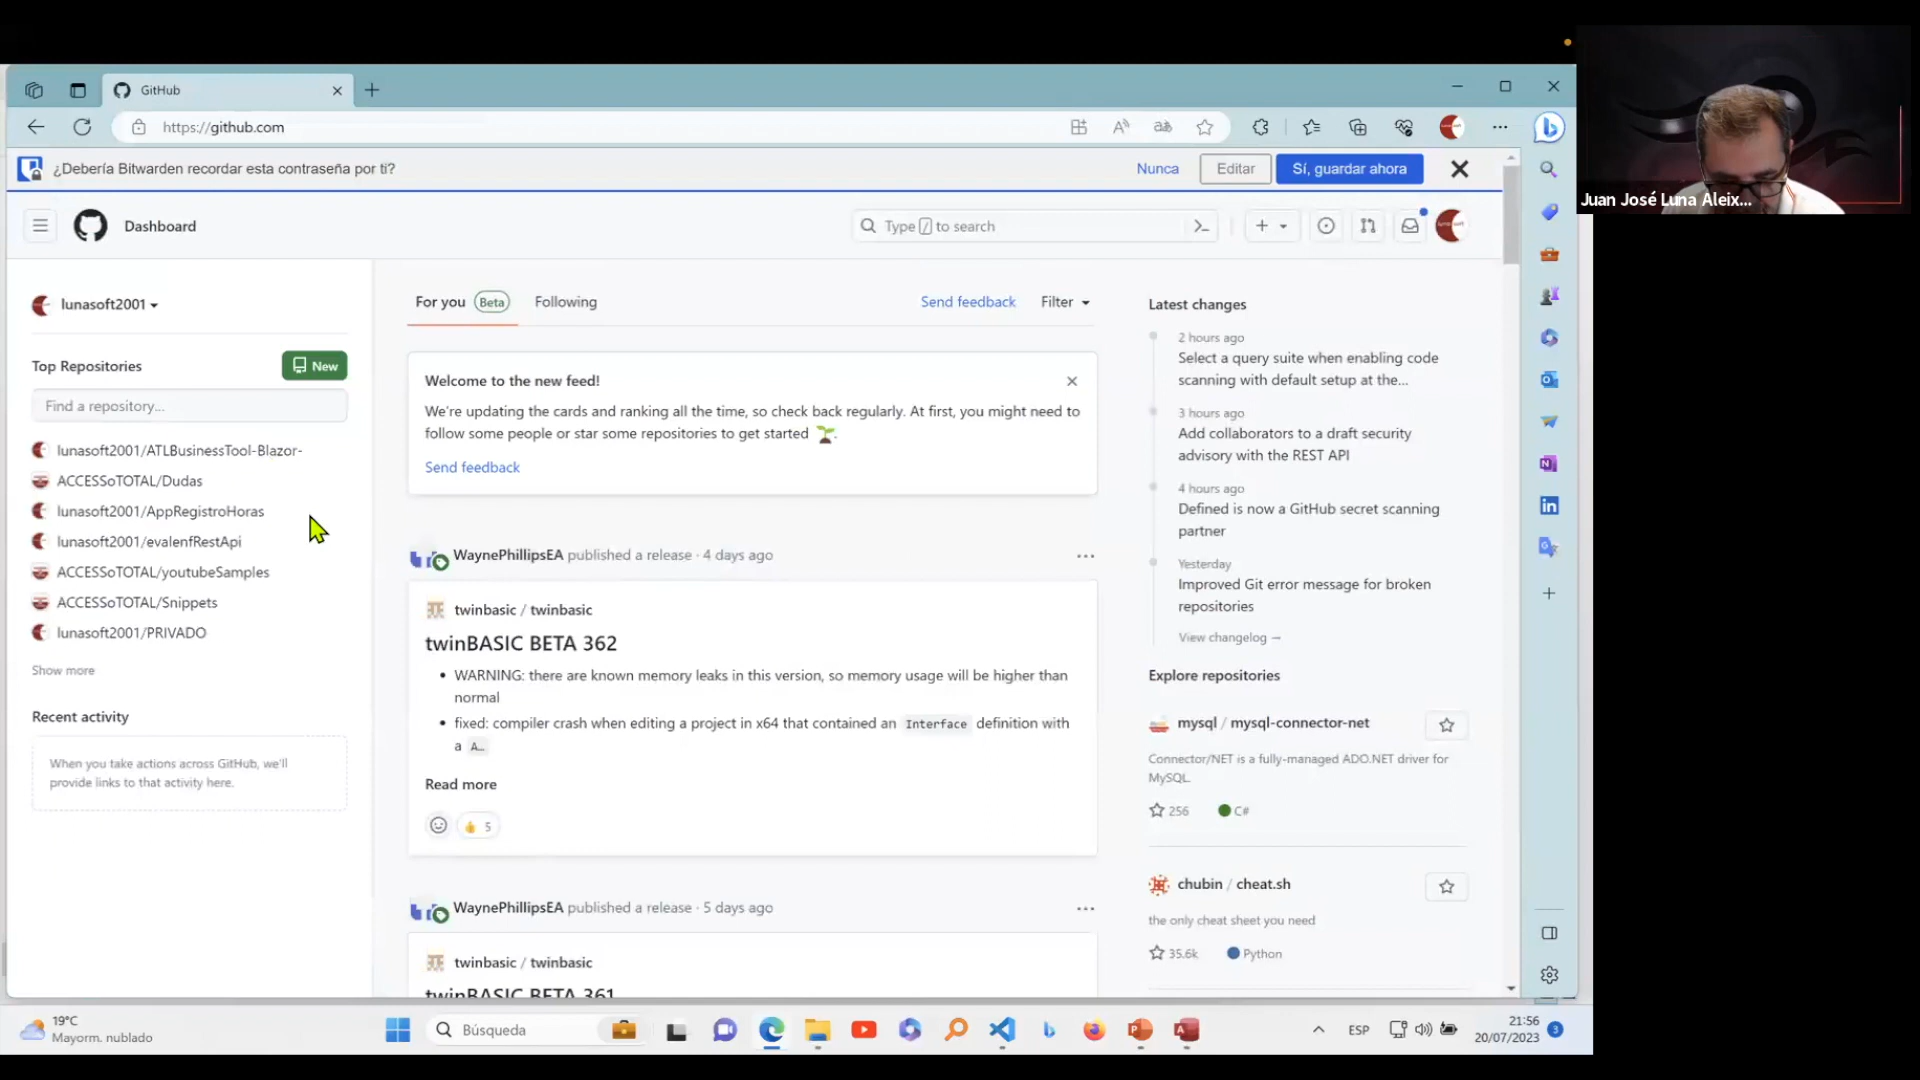 GitHub
https://github.com
¿Debería Bitwarden recordar esta contraseña por ti?
Nunca
Editar
Sí, guardar ahora
Dashboard
Type / to search
lunasoft2001
Top Repositories
New
Find a repository...
lunasoft2001/ATLBusinessTool-Blazor-
ACCESSoTOTAL/Dudas
lunasoft2001/AppRegistroHoras
lunasoft2001/evalenfRestApi
ACCESSoTOTAL/youtubeSamples
ACCESSoTOTAL/Snippets
lunasoft2001/PRIVADO
Show more
Recent activity
When you take actions across GitHub, we'll
provide links to that activity here.
For you Beta
Following
Send feedback
Filter
Welcome to the new feed!
We're updating the cards and ranking all the time, so check back regularly. At first, you might need to
follow some people or star some repositories to get started 🌱.
Send feedback
WaynePhillipsEA published a release · 4 days ago
twinbasic / twinbasic
twinBASIC BETA 362
• WARNING: there are known memory leaks in this version, so memory usage will be higher than
normal
• fixed: compiler crash when editing a project in x64 that contained an Interface definition with
a A…
Read more
👍 5
WaynePhillipsEA published a release · 5 days ago
twinbasic / twinbasic
twinBASIC BETA 361
Latest changes
2 hours ago
Select a query suite when enabling code
scanning with default setup at the...
3 hours ago
Add collaborators to a draft security
advisory with the REST API
4 hours ago
Defined is now a GitHub secret scanning
partner
Yesterday
Improved Git error message for broken
repositories
View changelog →
Explore repositories
mysql / mysql-connector-net
Connector/NET is a fully-managed ADO.NET driver for
MySQL.
256
C#
chubin / cheat.sh
the only cheat sheet you need
35.6k
Python
Juan José Luna Aleix...
19°C
Mayorm. nublado
Búsqueda
ESP
21:56
20/07/2023
3